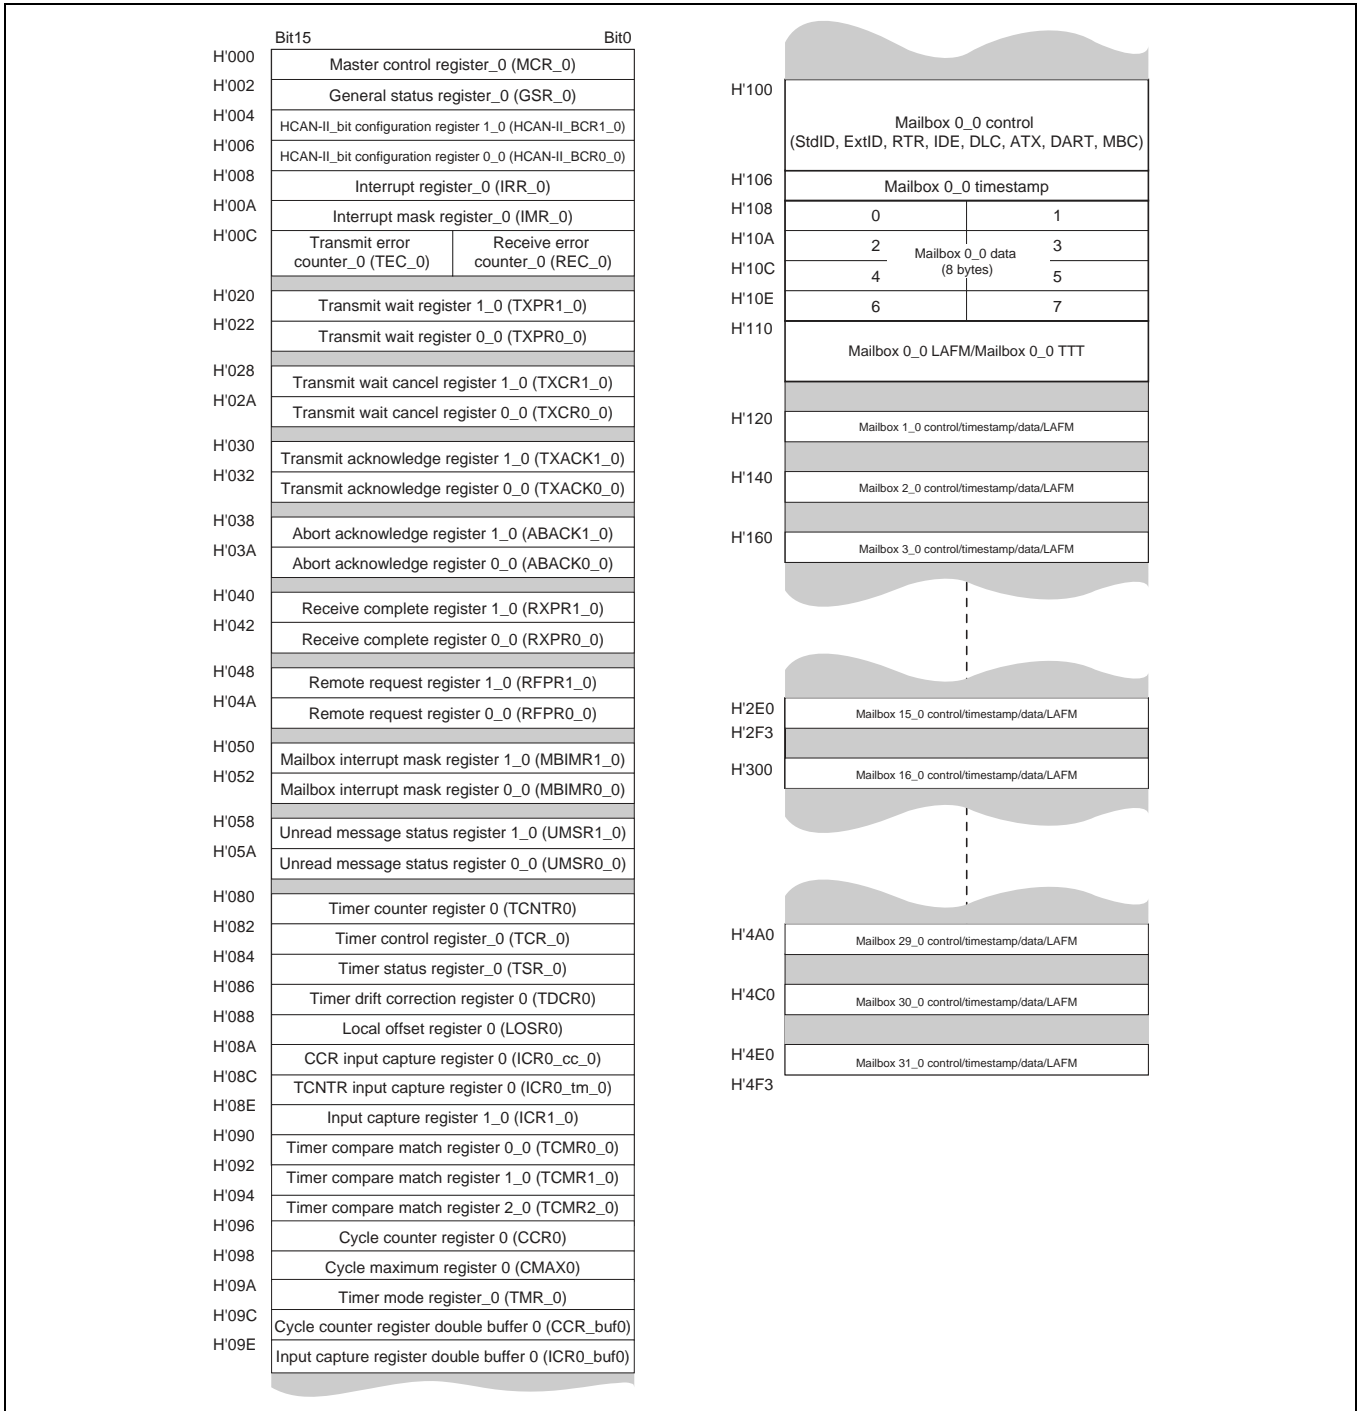 Bit15 Bit0
H'000 Master control register_0 (MCR_0)
H'002 General status register_0 (GSR_0)
H'004 HCAN-II_bit configuration register 1_0 (HCAN-II_BCR1_0)
H'006 HCAN-II_bit configuration register 0_0 (HCAN-II_BCR0_0)
H'008 Interrupt register_0 (IRR_0)
H'00A Interrupt mask register_0 (IMR_0)
H'00C Transmit error Receive error
counter_0 (TEC_0) counter_0 (REC_0)
H'020 Transmit wait register 1_0 (TXPR1_0)
H'022 Transmit wait register 0_0 (TXPR0_0)
H'028 Transmit wait cancel register 1_0 (TXCR1_0)
H'02A Transmit wait cancel register 0_0 (TXCR0_0)
H'030 Transmit acknowledge register 1_0 (TXACK1_0)
H'032 Transmit acknowledge register 0_0 (TXACK0_0)
H'038 Abort acknowledge register 1_0 (ABACK1_0)
H'03A Abort acknowledge register 0_0 (ABACK0_0)
H'040 Receive complete register 1_0 (RXPR1_0)
H'042 Receive complete register 0_0 (RXPR0_0)
H'048 Remote request register 1_0 (RFPR1_0)
H'04A Remote request register 0_0 (RFPR0_0)
H'050 Mailbox interrupt mask register 1_0 (MBIMR1_0)
H'052 Mailbox interrupt mask register 0_0 (MBIMR0_0)
H'058 Unread message status register 1_0 (UMSR1_0)
H'05A Unread message status register 0_0 (UMSR0_0)
H'080 Timer counter register 0 (TCNTR0)
H'082 Timer control register_0 (TCR_0)
H'084 Timer status register_0 (TSR_0)
H'086 Timer drift correction register 0 (TDCR0)
H'088 Local offset register 0 (LOSR0)
H'08A CCR input capture register 0 (ICR0_cc_0)
H'08C TCNTR input capture register 0 (ICR0_tm_0)
H'08E Input capture register 1_0 (ICR1_0)
H'090 Timer compare match register 0_0 (TCMR0_0)
H'092 Timer compare match register 1_0 (TCMR1_0)
H'094 Timer compare match register 2_0 (TCMR2_0)
H'096 Cycle counter register 0 (CCR0)
H'098 Cycle maximum register 0 (CMAX0)
H'09A Timer mode register_0 (TMR_0)
H'09C Cycle counter register double buffer 0 (CCR_buf0)
H'09E Input capture register double buffer 0 (ICR0_buf0)
H'100 Mailbox 0_0 control
(StdID, ExtID, RTR, IDE, DLC, ATX, DART, MBC)
H'106 Mailbox 0_0 timestamp
H'108 0 1
H'10A 2 Mailbox 0_0 data 3
H'10C 4 (8 bytes) 5
H'10E 6 7
H'110 Mailbox 0_0 LAFM/Mailbox 0_0 TTT
H'120 Mailbox 1_0 control/timestamp/data/LAFM
H'140 Mailbox 2_0 control/timestamp/data/LAFM
H'160 Mailbox 3_0 control/timestamp/data/LAFM
H'2E0 Mailbox 15_0 control/timestamp/data/LAFM
H'2F3
H'300 Mailbox 16_0 control/timestamp/data/LAFM
H'4A0 Mailbox 29_0 control/timestamp/data/LAFM
H'4C0 Mailbox 30_0 control/timestamp/data/LAFM
H'4E0 Mailbox 31_0 control/timestamp/data/LAFM
H'4F3